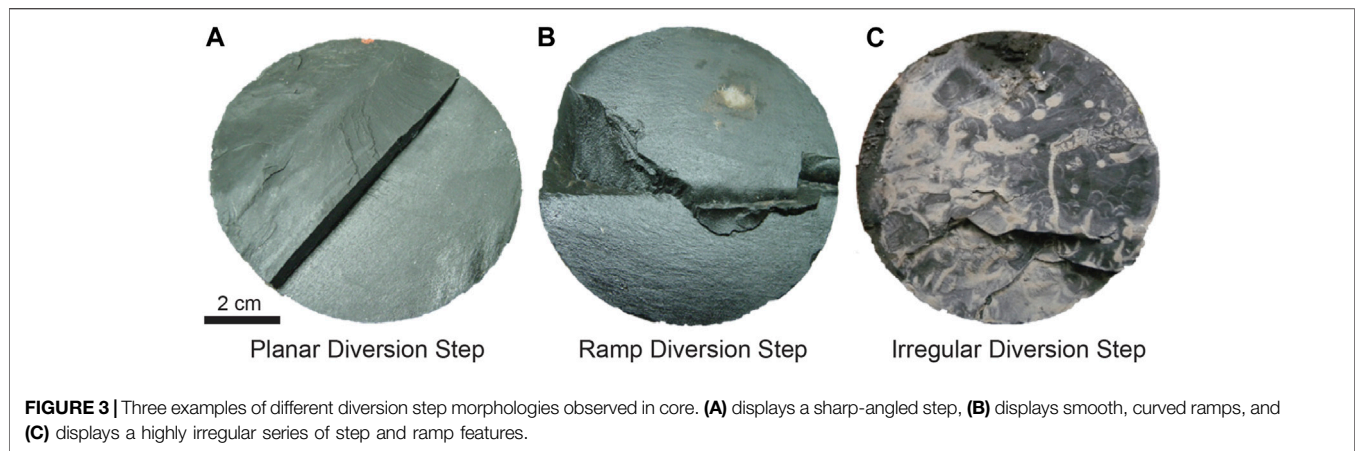 A
B
C
2 cm
Planar Diversion Step
Ramp Diversion Step
Irregular Diversion Step
FIGURE 3 | Three examples of different diversion step morphologies observed in core. (A) displays a sharp-angled step, (B) displays smooth, curved ramps, and
(C) displays a highly irregular series of step and ramp features.